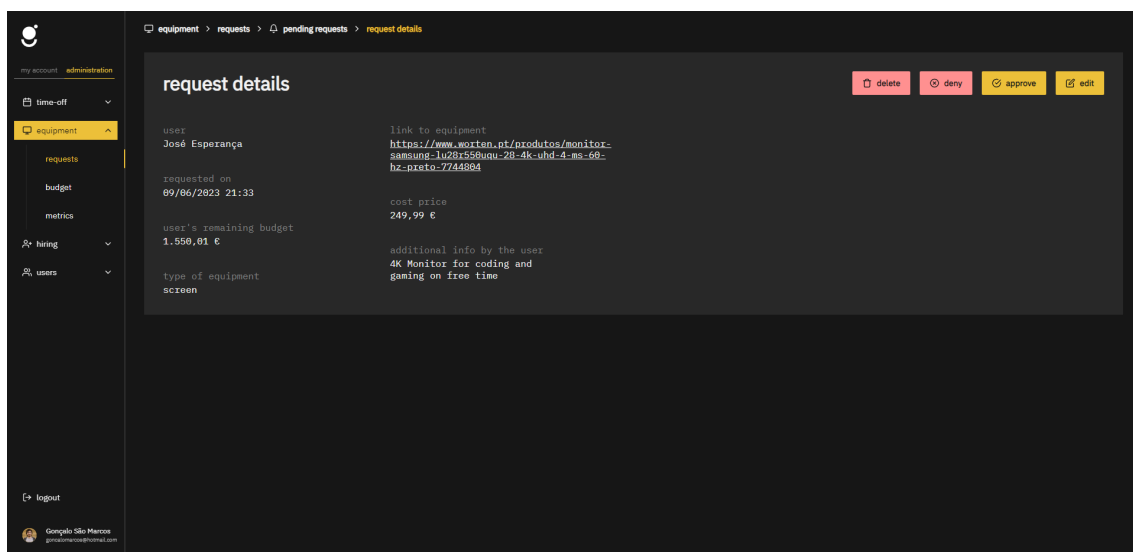 equipment > requests > pending requests > request details
my account administration
time-off
equipment
requests
budget
metrics
hiring
users
logout
Gonçalo São Marcos
goncalomarcos@hotmail.com
request details
delete
deny
approve
edit
user
José Esperança
requested on
09/06/2023 21:33
user's remaining budget
1.550,01 €
type of equipment
screen
link to equipment
https://www.worten.pt/produtos/monitor-
samsung-lu28r550uqu-28-4k-uhd-4-ms-60-
hz-preto-7744804
cost price
249,99 €
additional info by the user
4K Monitor for coding and
gaming on free time